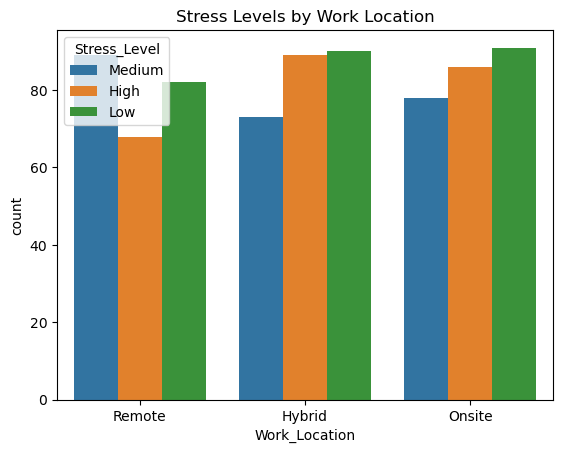 Stress Levels by Work Location
Stress_Level
Medium
High
Low
count
80
60
40
20
0
Remote
Hybrid
Onsite
Work_Location